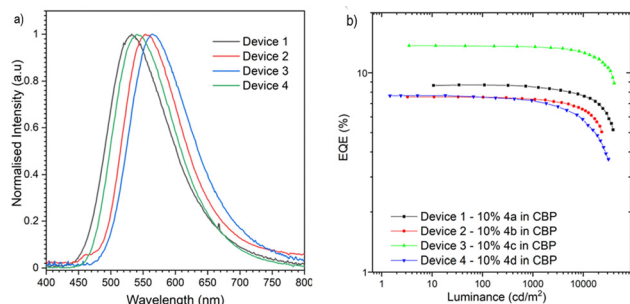 a)
Device 1
Device 2
Device 3
Device 4
Normalised Intensity (a.u)
1
0.8
0.6
0.4
0.2
0
400 450 500 550 600 650 700 750 800
Wavelength (nm)
b)
EQE (%)
10
1
Device 1 - 10% 4a in CBP
Device 2 - 10% 4b in CBP
Device 3 - 10% 4c in CBP
Device 4 - 10% 4d in CBP
1 10 100 1000 10000
Luminance (cd/m²)